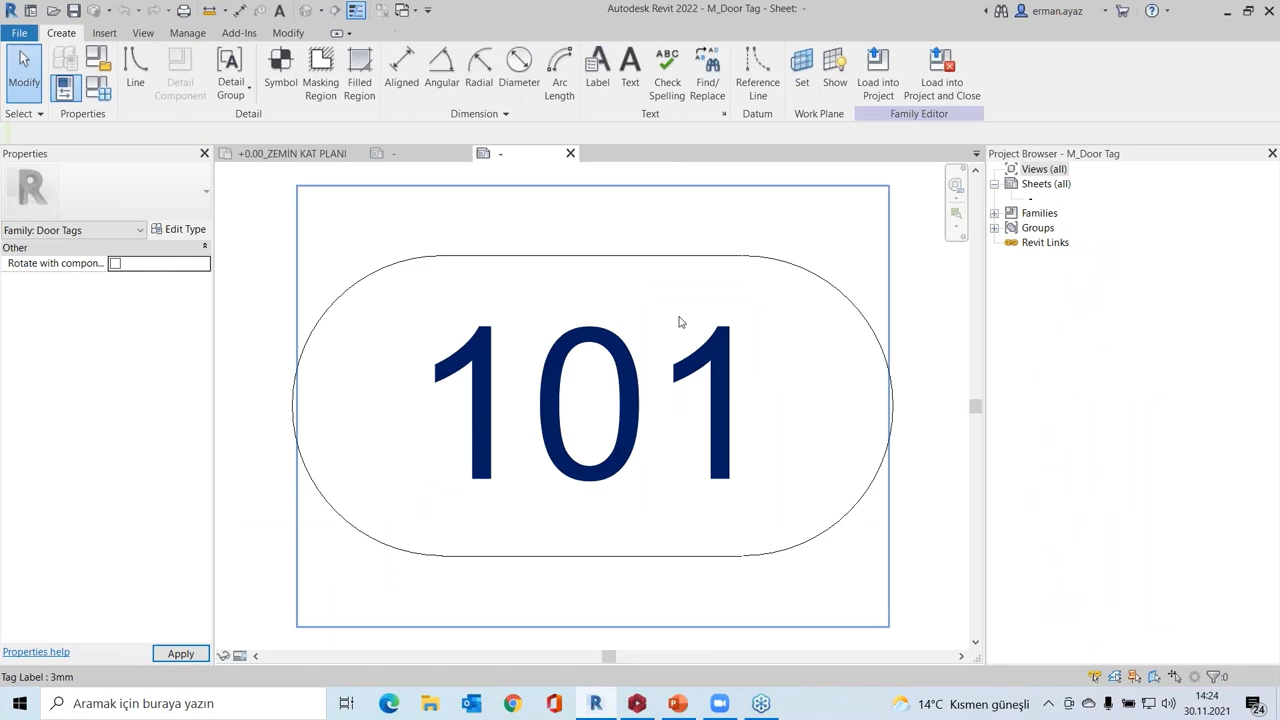 Autodesk Revit 2022 - M_Door Tag - Sheet: -
erman.ayaz
File Create Insert View Manage Add-Ins Modify
Modify
Line
Detail Component
Detail Group
Symbol
Masking Region
Filled Region
Aligned
Angular
Radial
Diameter
Arc Length
Label
Text
Check Spelling
Find/ Replace
Reference Line
Set
Show
Load into Project
Load into Project and Close
Select Properties Detail Dimension Text Datum Work Plane Family Editor
Properties
+0.00_ZEMİN KAT PLANI
-
-
Project Browser - M_Door Tag
Views (all)
Sheets (all)
-
Families
Groups
Revit Links
Family: Door Tags
Edit Type
Other
Rotate with compon...
101
Properties help
Apply
Tag Label : 3mm
:0
Aramak için buraya yazın
14°C Kısmen güneşli
14:24
30.11.2021
24